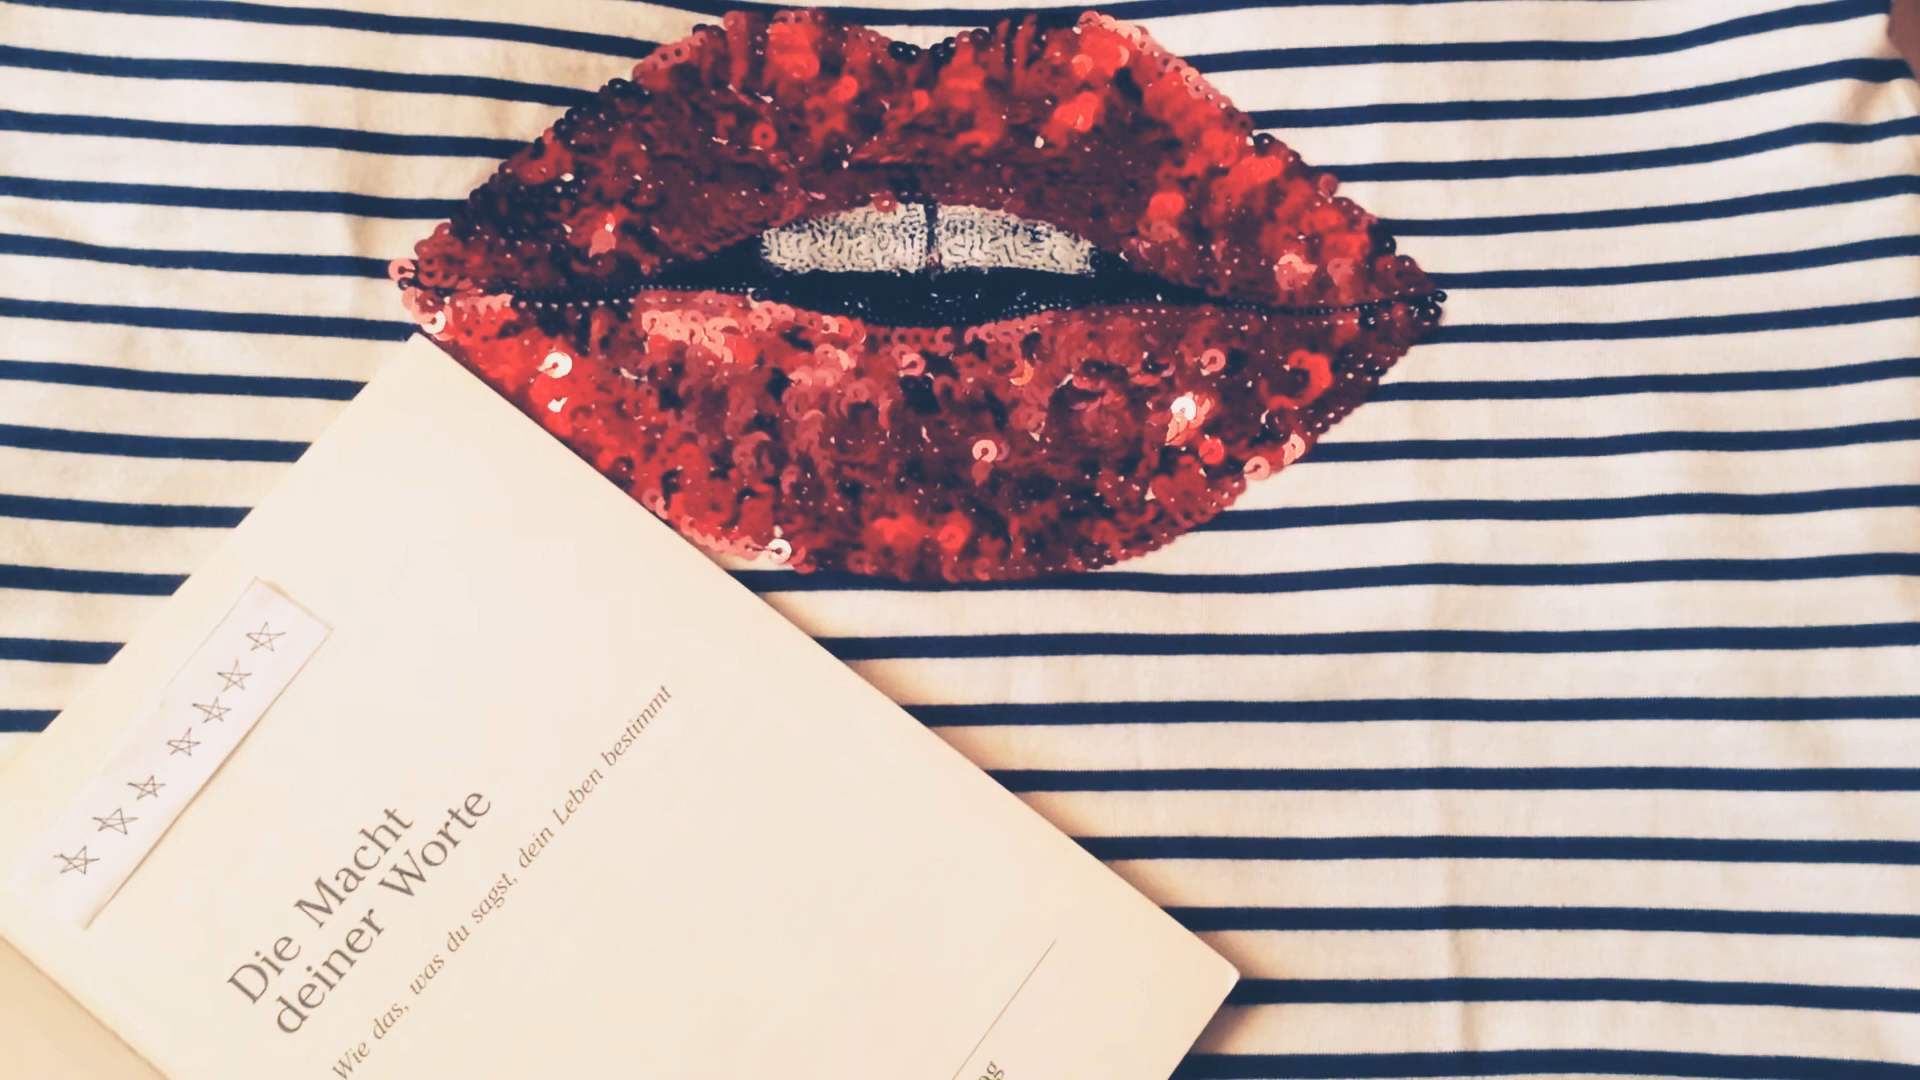 Die Macht
deiner Worte
Wie das, was du sagst, dein Leben bestimmt